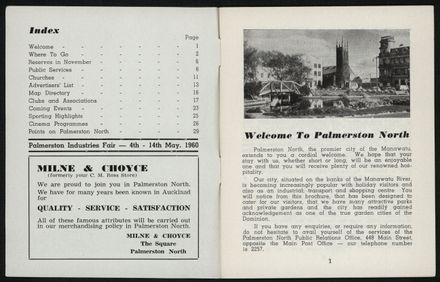 Index
Page
Welcome - - - - - - - - 1
Where To Go - - - - - - - 2
Reserves in November - - - - - 6
Public Services - - - - - - - 8
Churches - - - - - - - - 11
Advertisers' List - - - - - - - 13
Map Directory - - - - - - - 16
Clubs and Associations - - - - - 17
Coming Events - - - - - - - 23
Sporting Highlights - - - - - - 25
Cinema Programmes - - - - - - 26
Points on Palmerston North - - - - 29
Palmerston Industries Fair — 4th - 14th May, 1960
MILNE & CHOYCE
(formerly your C. M. Ross Store)
We are proud to join you in Palmerston North.
We have for many years been known in Auckland
for
QUALITY - SERVICE - SATISFACTION
All of these famous attributes will be carried out
in our merchandising policy in Palmerston North.
MILNE & CHOYCE
The Square
Palmerston North
Welcome To Palmerston North
Palmerston North, the premier city of the Manawatu,
extends to you a cordial welcome. We hope that your
stay with us, whether short or long, will be an enjoyable
one and that you will receive plenty of our renowned hos-
pitality.
Our city, situated on the banks of the Manawatu River,
is becoming increasingly popular with holiday visitors and
also as an industrial, transport and shopping centre. You
will notice from this brochure, that has been designed to
cater for our visitors, that we have many attractive parks
and private gardens and the city has readily gained
acknowledgement as one of the true garden cities of the
Dominion.
If you have any enquiries, or require any information,
do not hesitate to avail yourself of the services of the
Palmerston North Public Relations Office, 448 Main Street,
opposite the Main Post Office — our telephone number
is 2257.
1